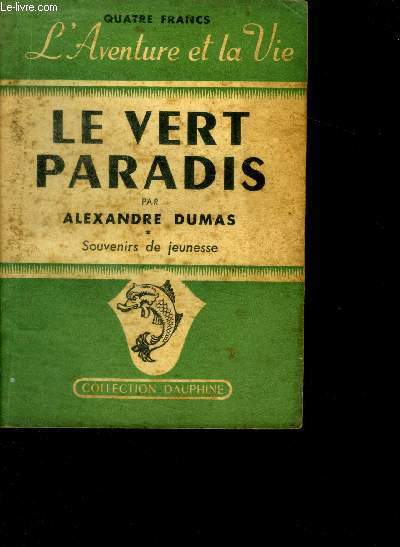 Le-livre.com
QUATRE FRANCS
L'Aventure et la Vie
LE VERT
PARADIS
PAR
ALEXANDRE DUMAS
*
Souvenirs de jeunesse
COLLECTION DAUPHINE